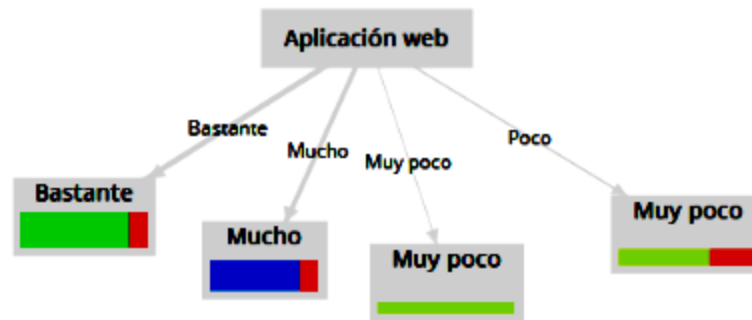 Aplicación web
Bastante
Mucho
Muy poco
Poco
Bastante
Mucho
Muy poco
Muy poco